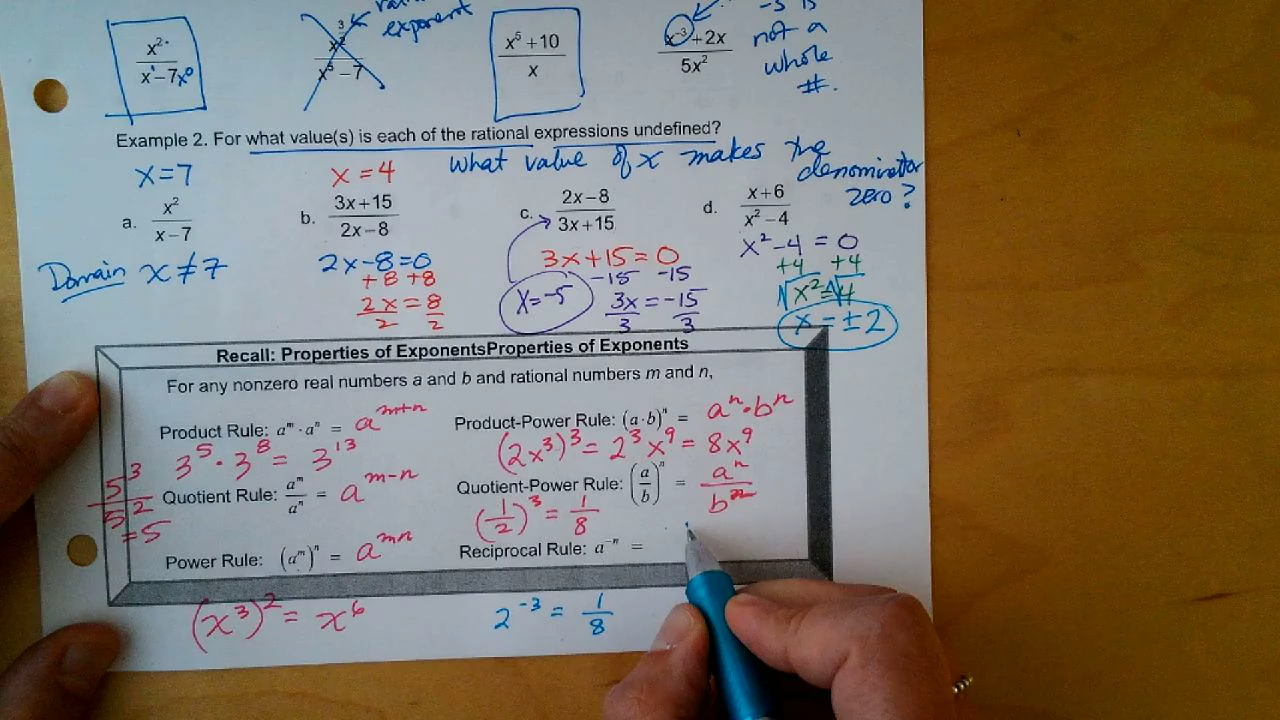 exponent
x² / x¹ − 7x⁰
3
x² / x⁵ − 7
x⁵ + 10 / x
x⁻³ + 2x / 5x²
-3 is
not a
whole
#.
Example 2. For what value(s) is each of the rational expressions undefined?
what value of x makes the
denominator
zero?
x=7
x=4
a. x² / x − 7
b. 3x + 15 / 2x − 8
c. 2x − 8 / 3x + 15
d. x + 6 / x² − 4
Domain x ≠ 7
2x−8=0
+8 +8
2x = 8
2 2
3x+15 = 0
−15 −15
3x = −15
3 3
x=−5
x²−4 = 0
+4 +4
√x² = √4
x = ±2
Recall: Properties of ExponentsProperties of Exponents
For any nonzero real numbers a and b and rational numbers m and n,
Product Rule: aᵐ · aⁿ = aᵐ⁺ⁿ
Product-Power Rule: (a·b)ⁿ = aⁿ·bⁿ
3⁵ · 3⁸ = 3¹³
(2x³)³ = 2³x⁹ = 8x⁹
5³ / 5² = 5
Quotient Rule: aᵐ / aⁿ = aᵐ⁻ⁿ
Quotient-Power Rule: (a/b)ⁿ = aⁿ / bⁿ
(1/2)³ = 1/8
Power Rule: (aᵐ)ⁿ = aᵐⁿ
Reciprocal Rule: a⁻ⁿ =
(x³)² = x⁶
2⁻³ = 1/8